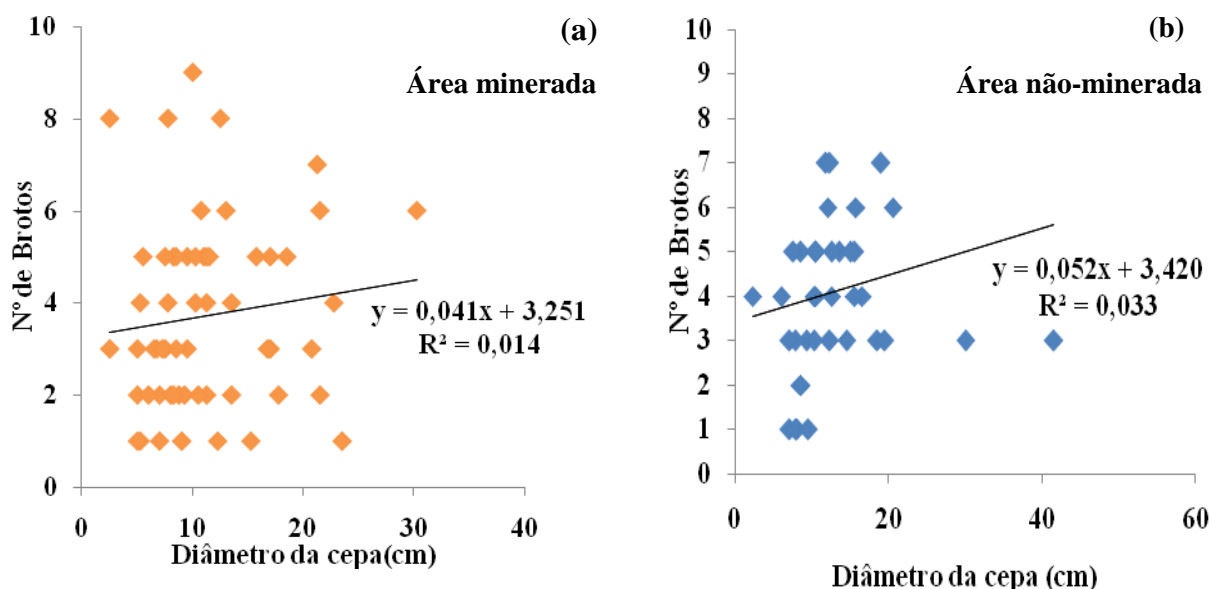 (a)
Área minerada
Nº de Brotos
10
8
6
4
2
0
y = 0,041x + 3,251
R² = 0,014
0 10 20 30 40
Diâmetro da cepa(cm)
(b)
Área não-minerada
Nº de Brotos
10
9
8
7
6
5
4
3
2
1
0
y = 0,052x + 3,420
R² = 0,033
0 20 40 60
Diâmetro da cepa (cm)